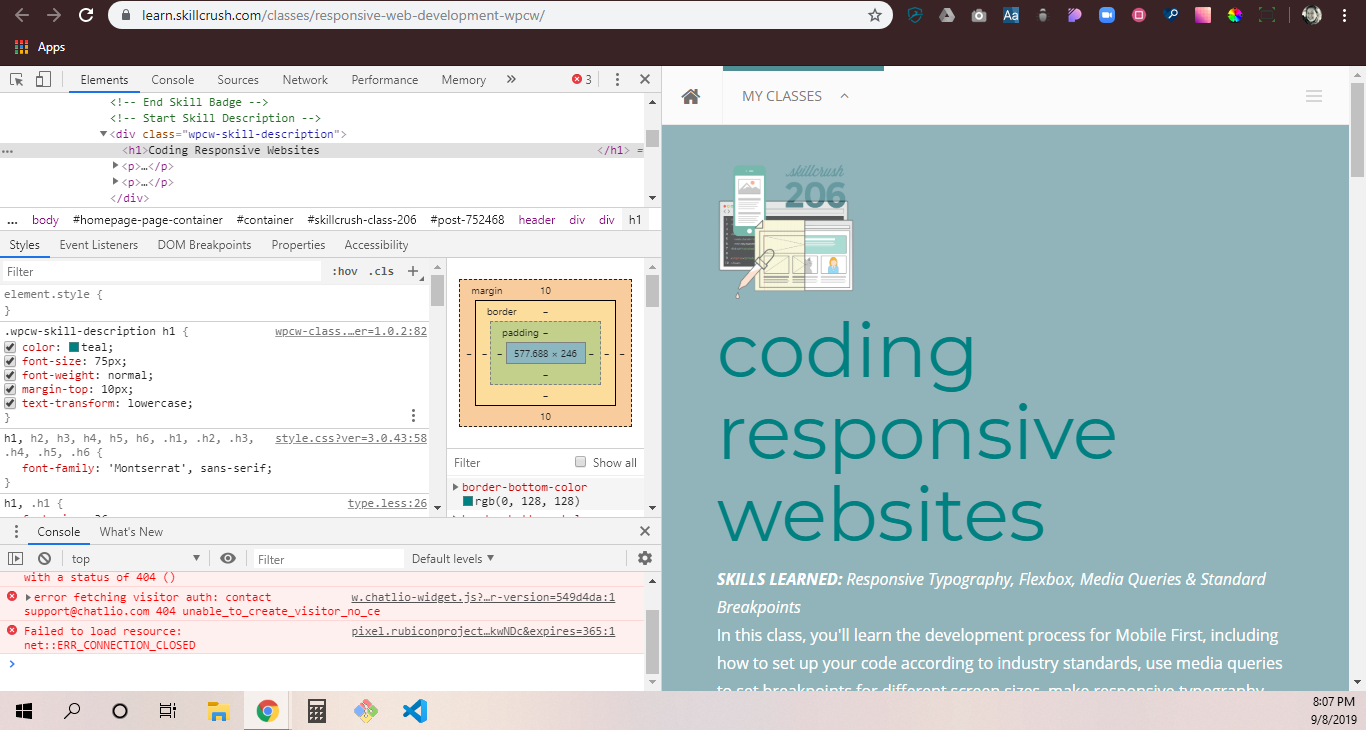 learn.skillcrush.com/classes/responsive-web-development-wpcw/
Apps
Elements Console Sources Network Performance Memory » 3
<!-- End Skill Badge -->
<!-- Start Skill Description -->
▼<div class="wpcw-skill-description">
... <h1>Coding Responsive Websites </h1> =
▶<p>…</p>
▶<p>…</p>
</div>
... body #homepage-page-container #container #skillcrush-class-206 #post-752468 header div div h1
Styles Event Listeners DOM Breakpoints Properties Accessibility
Filter :hov .cls +
element.style {
}
.wpcw-skill-description h1 { wpcw-class.…er=1.0.2:82
color: teal;
font-size: 75px;
font-weight: normal;
margin-top: 10px;
text-transform: lowercase;
}
h1, h2, h3, h4, h5, h6, .h1, .h2, .h3, style.css?ver=3.0.43:58
.h4, .h5, .h6 {
font-family: 'Montserrat', sans-serif;
}
h1, .h1 { type.less:26
margin 10
border –
padding –
– – – 577.688 × 246 – – –
–
–
10
Filter Show all
▶ border-bottom-color
rgb(0, 128, 128)
Console What's New
top ▼ Filter Default levels ▼
with a status of 404 ()
▶error fetching visitor auth: contact w.chatlio-widget.js?…r-version=549d4da:1
support@chatlio.com 404 unable_to_create_visitor_no_ce
Failed to load resource: pixel.rubiconproject…kwNDc&expires=365:1
net::ERR_CONNECTION_CLOSED
>
MY CLASSES
.skillcrush
206
coding
responsive
websites
SKILLS LEARNED: Responsive Typography, Flexbox, Media Queries & Standard
Breakpoints
In this class, you'll learn the development process for Mobile First, including
how to set up your code according to industry standards, use media queries
to set breakpoints for different screen sizes, make responsive typography
Aa
8:07 PM
9/8/2019